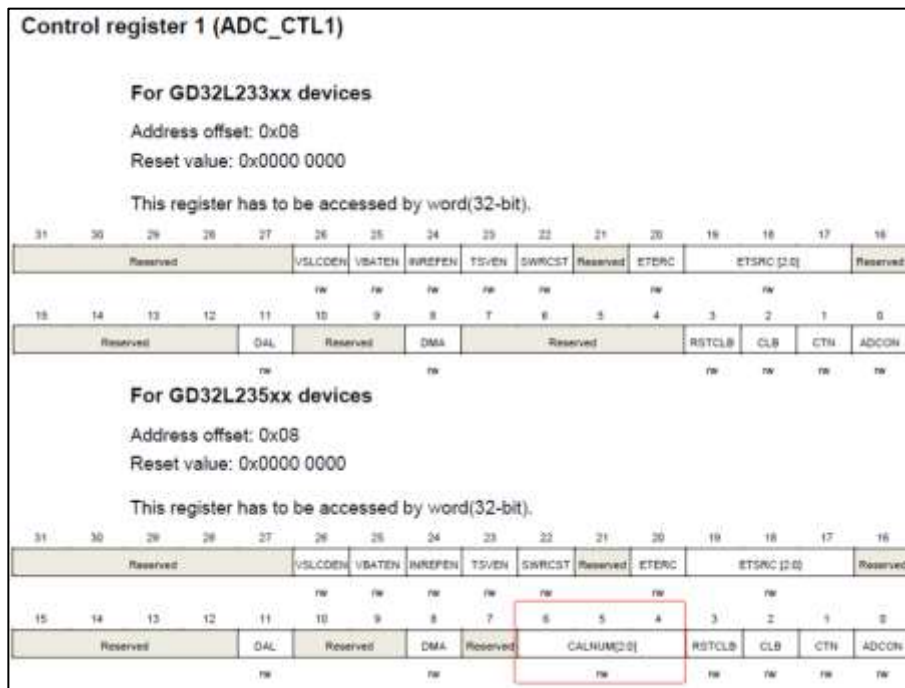 Control register 1 (ADC_CTL1)
For GD32L233xx devices
Address offset: 0x08
Reset value: 0x0000 0000
This register has to be accessed by word(32-bit).
31 30 29 28 27 26 25 24 23 22 21 20 19 18 17 16
Reserved VSLCDEN VBATEN INREFEN TSVEN SWRCST Reserved ETERC ETSRC [2:0] Reserved
rw rw rw rw rw rw rw
15 14 13 12 11 10 9 8 7 6 5 4 3 2 1 0
Reserved DAL Reserved DMA Reserved RSTCLB CLB CTN ADCON
rw rw rw rw rw rw
For GD32L235xx devices
Address offset: 0x08
Reset value: 0x0000 0000
This register has to be accessed by word(32-bit).
31 30 29 28 27 26 25 24 23 22 21 20 19 18 17 16
Reserved VSLCDEN VBATEN INREFEN TSVEN SWRCST Reserved ETERC ETSRC [2:0] Reserved
rw rw rw rw rw rw rw
15 14 13 12 11 10 9 8 7 6 5 4 3 2 1 0
Reserved DAL Reserved DMA Reserved CALNUM[2:0] RSTCLB CLB CTN ADCON
rw rw rw rw rw rw rw